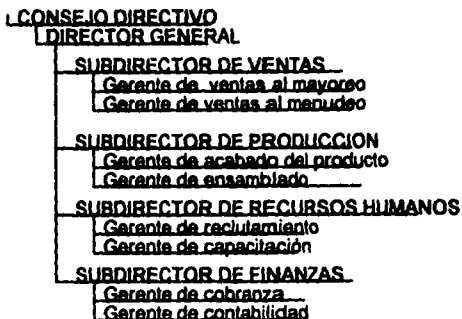 CONSEJO DIRECTIVO
DIRECTOR GENERAL
SUBDIRECTOR DE VENTAS
Gerente de ventas al mayoreo
Gerente de ventas al menudeo
SUBDIRECTOR DE PRODUCCION
Gerente de acabado del producto
Gerente de ensamblado
SUBDIRECTOR DE RECURSOS HUMANOS
Gerente de reclutamiento
Gerente de capacitación
SUBDIRECTOR DE FINANZAS
Gerente de cobranza
Gerente de contabilidad